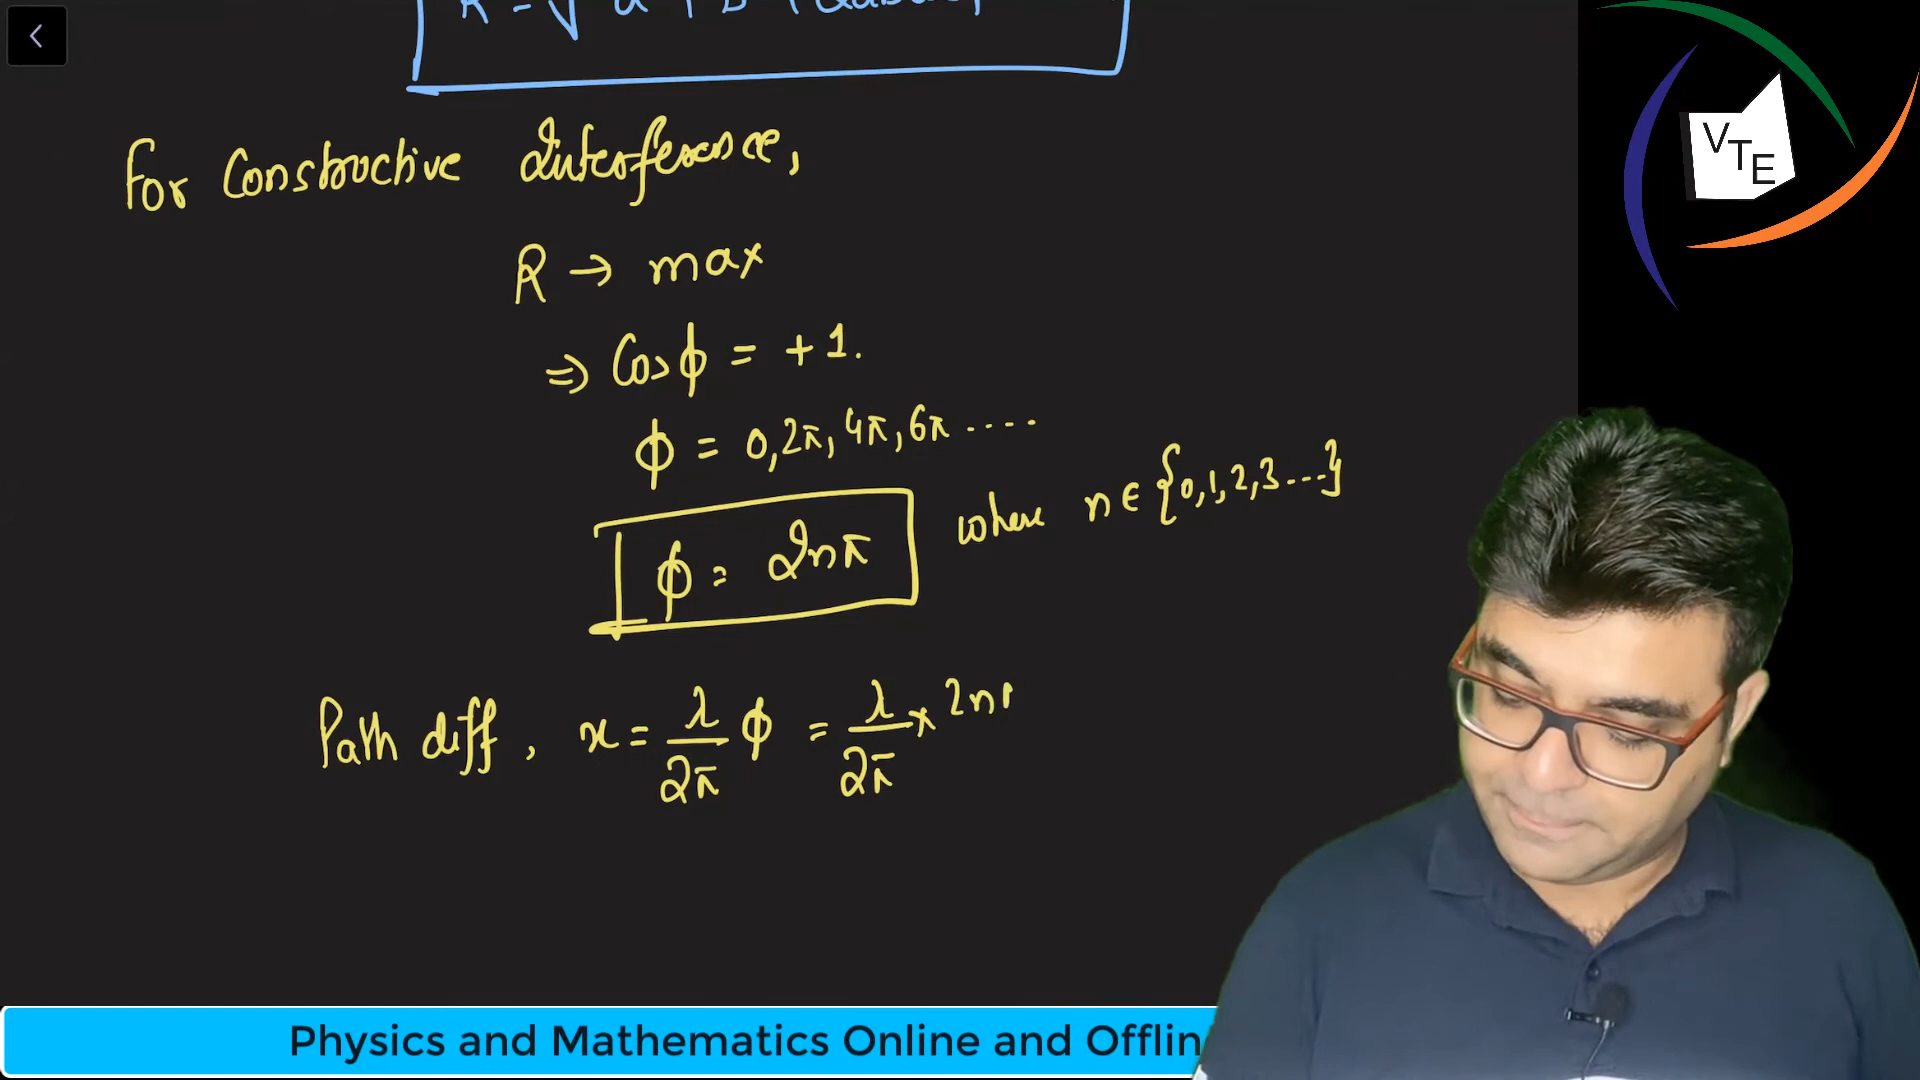 R = √a + b +
For Constructive Interference,
R → max
⇒ Cos ϕ = +1.
ϕ = 0, 2π, 4π, 6π ....
ϕ = 2nπ where n ∈ {0, 1, 2, 3 ...}
Path diff, x = λ/2π ϕ = λ/2π × 2n
VTE
Physics and Mathematics Online and Offlin